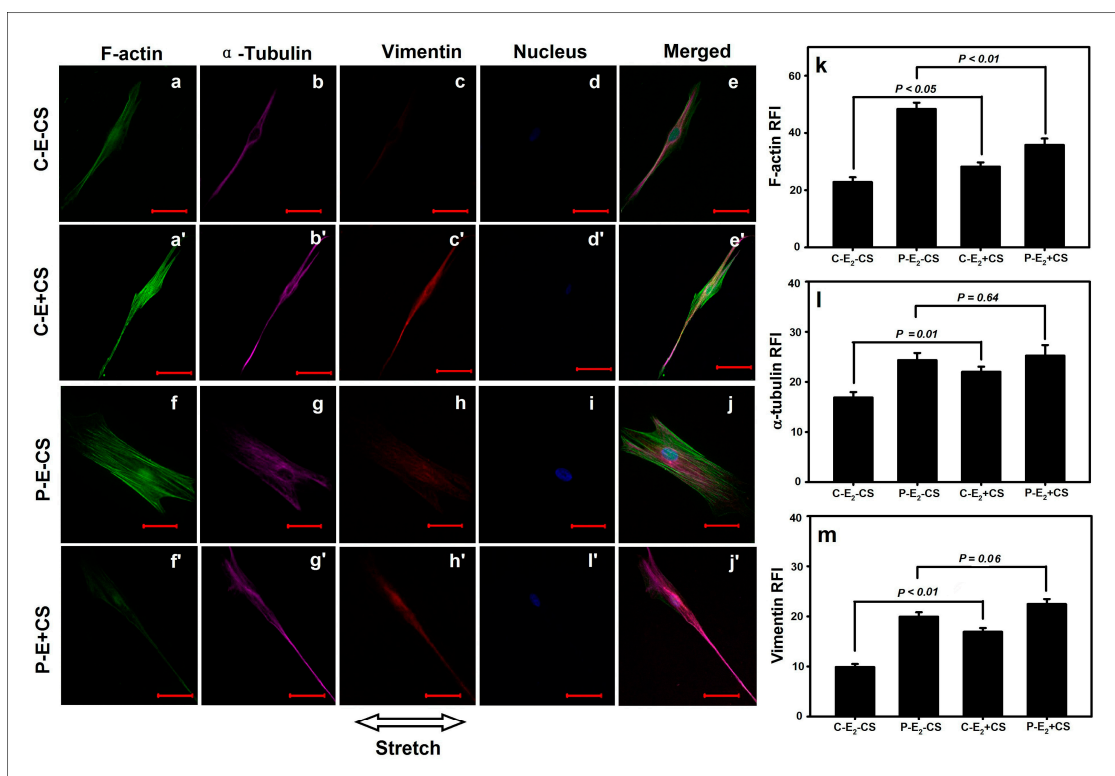 F-actin α-Tubulin Vimentin Nucleus Merged
C-E-CS
a b c d e
C-E+CS
a' b' c' d' e'
P-E-CS
f g h i j
P-E+CS
f' g' h' I' j'
Stretch
k
F-actin RFI
60
40
20
0
P < 0.01
P < 0.05
C-E₂-CS P-E₂-CS C-E₂+CS P-E₂+CS
l
α-tubulin RFI
40
30
20
10
0
P = 0.64
P = 0.01
C-E₂-CS P-E₂-CS C-E₂+CS P-E₂+CS
m
Vimentin RFI
40
30
20
10
0
P = 0.06
P < 0.01
C-E₂-CS P-E₂-CS C-E₂+CS P-E₂+CS